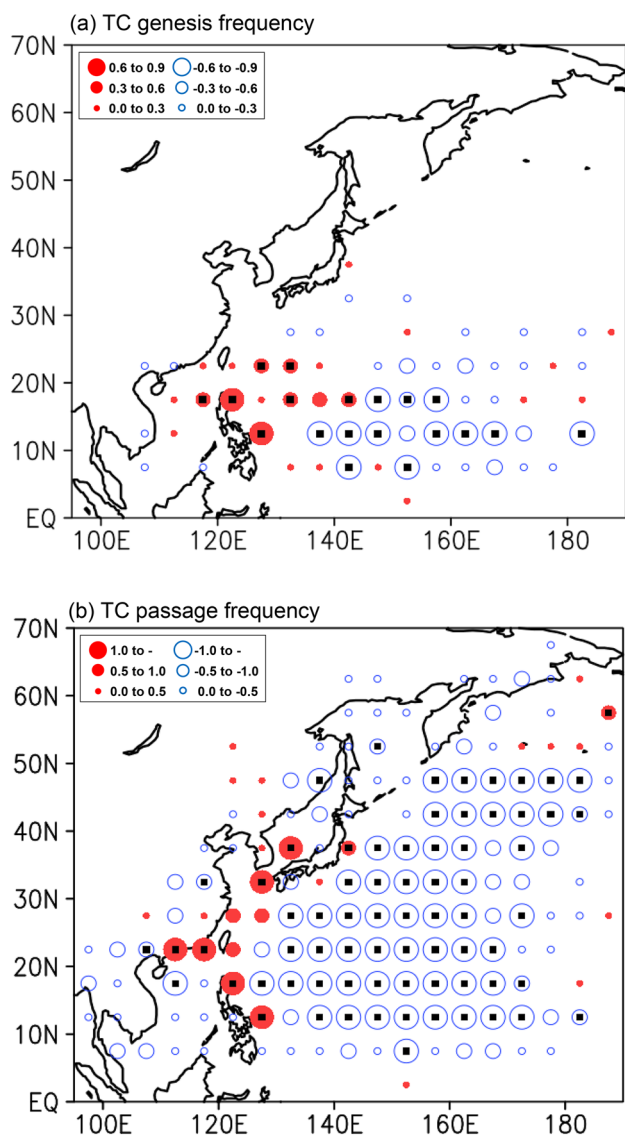 (a) TC genesis frequency
70N
0.6 to 0.9 -0.6 to -0.9
0.3 to 0.6 -0.3 to -0.6
0.0 to 0.3 0.0 to -0.3
60N
50N
40N
30N
20N
10N
EQ
100E 120E 140E 160E 180
(b) TC passage frequency
70N
1.0 to - -1.0 to -
0.5 to 1.0 -0.5 to -1.0
0.0 to 0.5 0.0 to -0.5
60N
50N
40N
30N
20N
10N
EQ
100E 120E 140E 160E 180